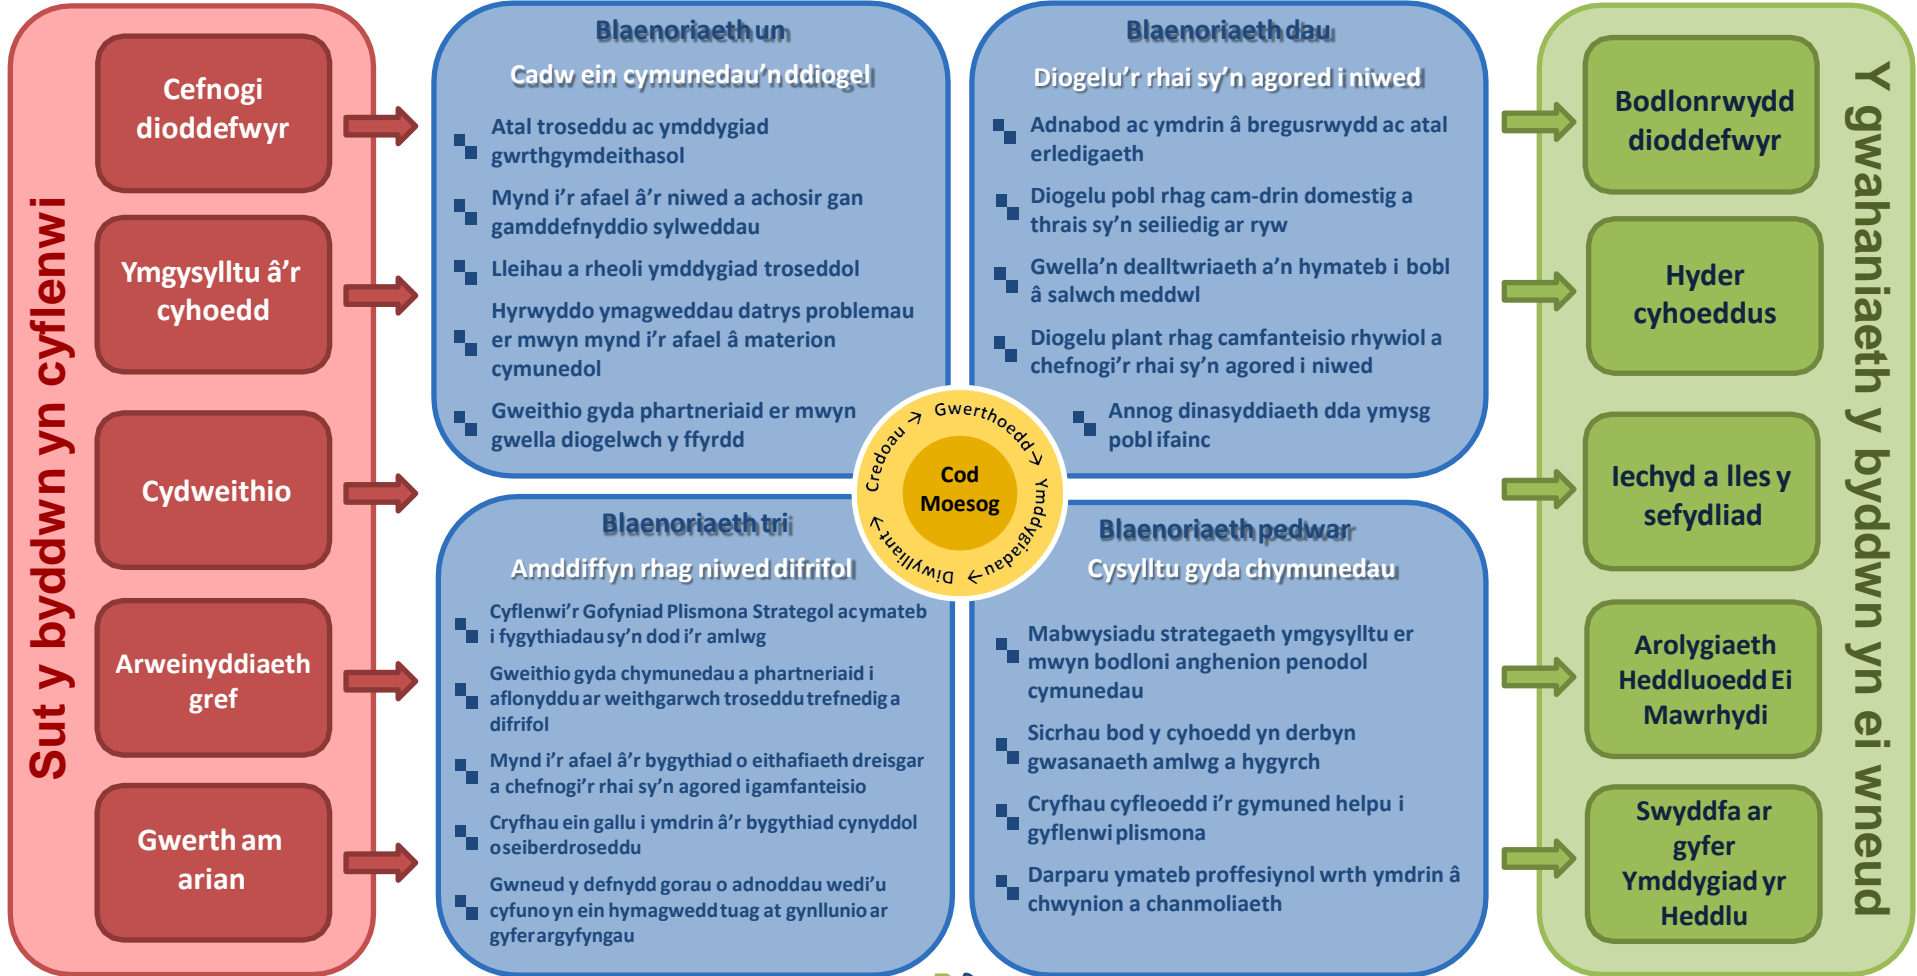 Sut y byddwn yn cyflenwi
Cefnogi
dioddefwyr
Ymgysylltu â’r
cyhoedd
Cydweithio
Arweinyddiaeth
gref
Gwerth am
arian
Blaenoriaeth un
Cadw ein cymunedau’n ddiogel
Atal troseddu ac ymddygiad
gwrthgymdeithasol
Mynd i’r afael â’r niwed a achosir gan
gamddefnyddio sylweddau
Lleihau a rheoli ymddygiad troseddol
Hyrwyddo ymagweddau datrys problemau
er mwyn mynd i’r afael â materion
cymunedol
Gweithio gyda phartneriaid er mwyn
gwella diogelwch y ffyrdd
Blaenoriaeth dau
Diogelu’r rhai sy’n agored i niwed
Adnabod ac ymdrin â bregusrwydd ac atal
erledigaeth
Diogelu pobl rhag cam-drin domestig a
thrais sy’n seiliedig ar ryw
Gwella’n dealltwriaeth a’n hymateb i bobl
â salwch meddwl
Diogelu plant rhag camfanteisio rhywiol a
chefnogi’r rhai sy’n agored i niwed
Annog dinasyddiaeth dda ymysg
pobl ifainc
Credoau → Gwerthoedd → Ymddygiadau → Diwylliant →
Cod
Moesog
Blaenoriaeth tri
Amddiffyn rhag niwed difrifol
Cyflenwi’r Gofyniad Plismona Strategol acymateb
i fygythiadau sy’n dod i’r amlwg
Gweithio gyda chymunedau a phartneriaid i
aflonyddu ar weithgarwch troseddu trefnedig a
difrifol
Mynd i’r afael â’r bygythiad o eithafiaeth dreisgar
a chefnogi’r rhai sy’n agored igamfanteisio
Cryfhau ein gallu i ymdrin â’r bygythiad cynyddol
oseiberdroseddu
Gwneud y defnydd gorau o adnoddau wedi’u
cyfuno yn ein hymagwedd tuag at gynllunio ar
gyferargyfyngau
Blaenoriaeth pedwar
Cysylltu gyda chymunedau
Mabwysiadu strategaeth ymgysylltu er
mwyn bodloni anghenion penodol
cymunedau
Sicrhau bod y cyhoedd yn derbyn
gwasanaeth amlwg a hygyrch
Cryfhau cyfleoedd i’r gymuned helpu i
gyflenwi plismona
Darparu ymateb proffesiynol wrth ymdrin â
chwynion a chanmoliaeth
Bodlonrwydd
dioddefwyr
Hyder
cyhoeddus
Iechyd a lles y
sefydliad
Arolygiaeth
Heddluoedd Ei
Mawrhydi
Swyddfa ar
gyfer
Ymddygiad yr
Heddlu
Y gwahaniaeth y byddwn yn ei wneud